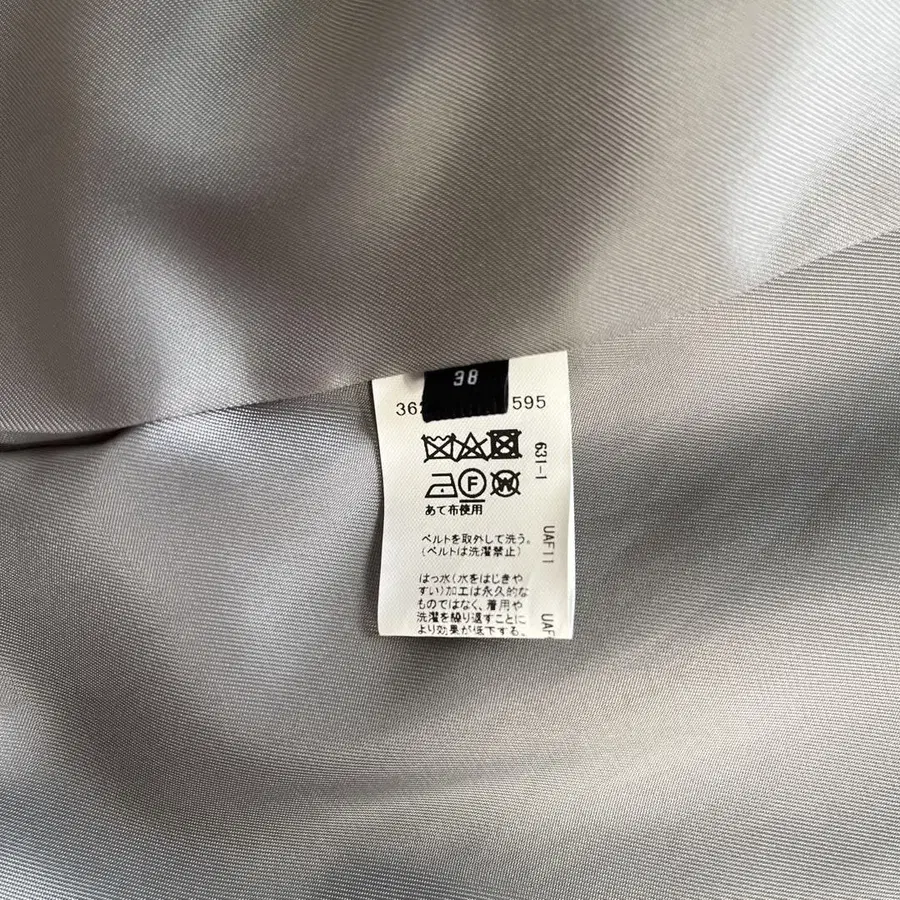 38
595
631-1
F
W
あて布使用
UAF11
ベルトを取外して洗う。
(ベルトは洗濯禁止)
はっ水(水をはじきや
すい)加工は永久的な
ものではなく、着用や
洗濯を繰り返すことに
より効果が低下する。